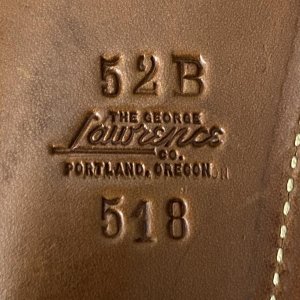 52B
THE GEORGE
Lawrence
CO.
PORTLAND, OREGON
518